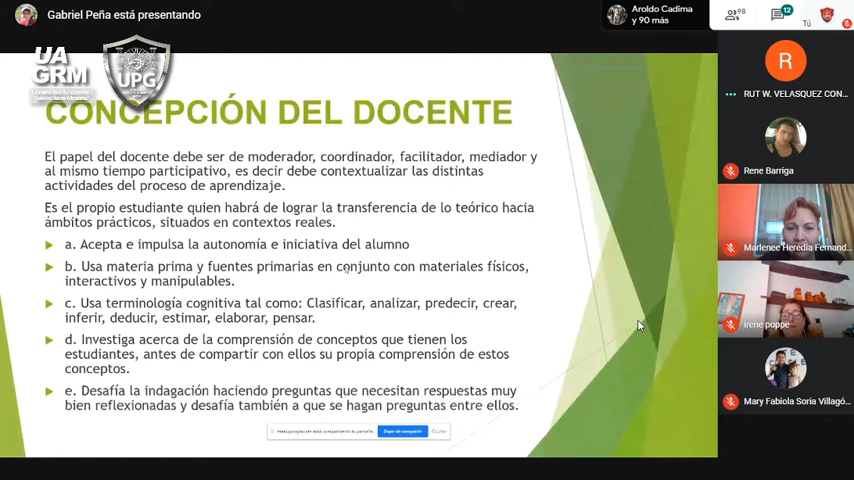 Gabriel Peña está presentando
Aroldo Cadima
y 90 más
98
12
Tú
UA
GRM
UPG
CONCEPCIÓN DEL DOCENTE
El papel del docente debe ser de moderador, coordinador, facilitador, mediador y
al mismo tiempo participativo, es decir debe contextualizar las distintas
actividades del proceso de aprendizaje.
Es el propio estudiante quien habrá de lograr la transferencia de lo teórico hacia
ámbitos prácticos, situados en contextos reales.
a. Acepta e impulsa la autonomía e iniciativa del alumno
b. Usa materia prima y fuentes primarias en conjunto con materiales físicos,
interactivos y manipulables.
c. Usa terminología cognitiva tal como: Clasificar, analizar, predecir, crear,
inferir, deducir, estimar, elaborar, pensar.
d. Investiga acerca de la comprensión de conceptos que tienen los
estudiantes, antes de compartir con ellos su propia comprensión de estos
conceptos.
e. Desafía la indagación haciendo preguntas que necesitan respuestas muy
bien reflexionadas y desafía también a que se hagan preguntas entre ellos.
Dejar de compartir
R
RUT W. VELASQUEZ CON...
Rene Barriga
Marlenee Heredia Fernand...
irene poppe
Mary Fabiola Soria Villagó...